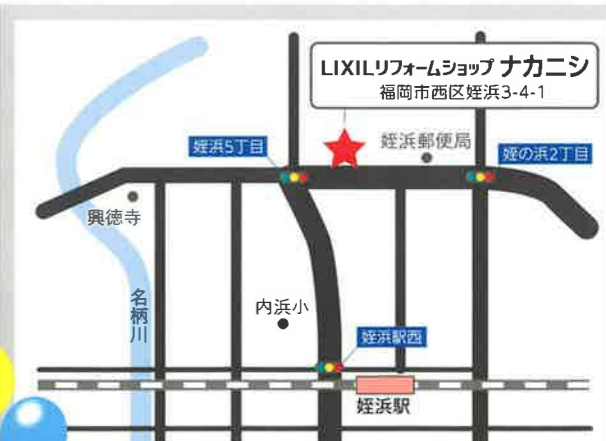 LIXILリフォームショップ ナカニシ
福岡市西区姪浜3-4-1
姪浜5丁目
姪浜郵便局
姪の浜2丁目
興徳寺
名柄川
内浜小
姪浜駅西
姪浜駅